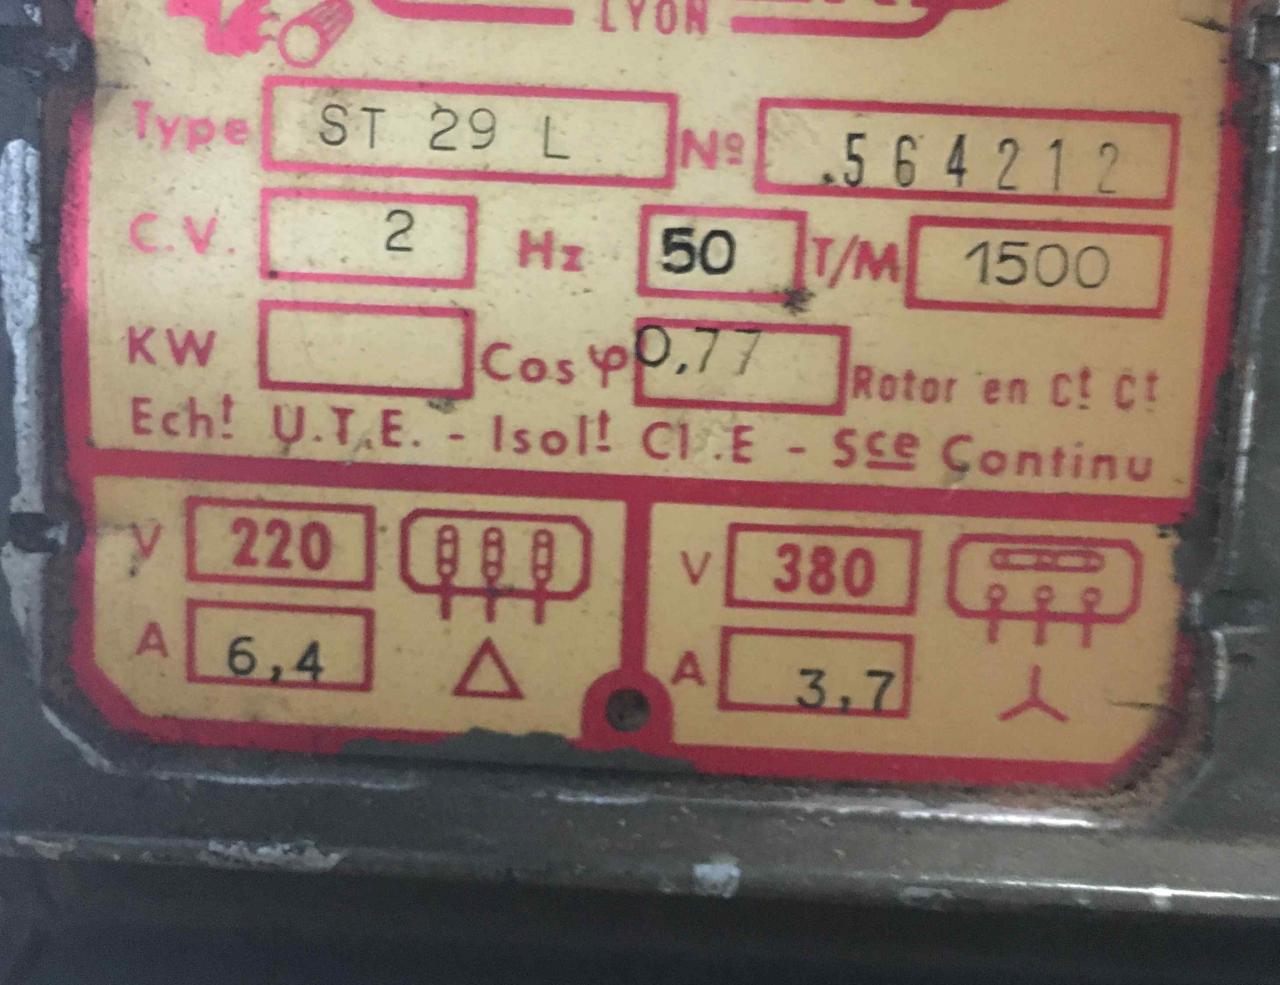 LYON
Type ST 29 L Nº .564212
C.V. 2 Hz 50 T/M 1500
KW Cos φ 0,77 Rotor en Ct Ct
Echt U.T.E. - Isolt Cl.E - Sce Continu
V 220 V 380
A 6,4 A 3,7